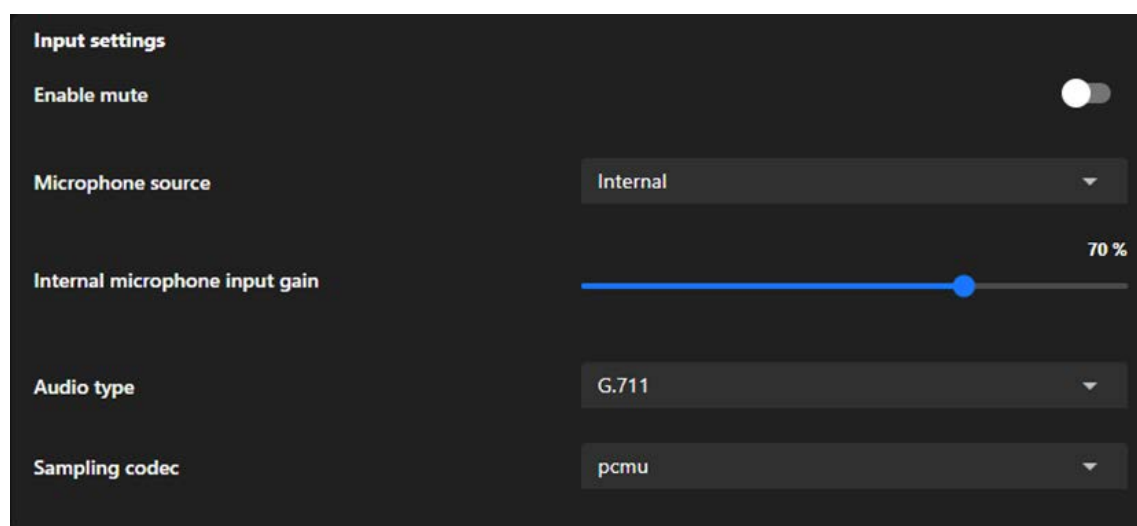 Input settings
Enable mute
Microphone source
Internal
70 %
Internal microphone input gain
Audio type
G.711
Sampling codec
pcmu